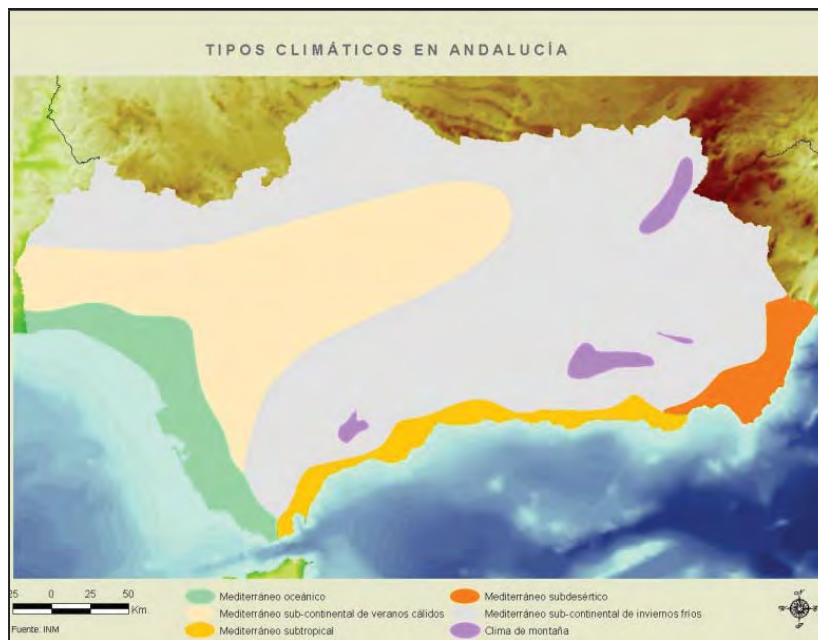 TIPOS CLIMÁTICOS EN ANDALUCÍA
25 0 25 50
Km.
Fuente: INM
Mediterráneo oceánico
Mediterráneo sub-continental de veranos cálidos
Mediterráneo subtropical
Mediterráneo subdesértico
Mediterráneo sub-continental de inviernos fríos
Clima de montaña